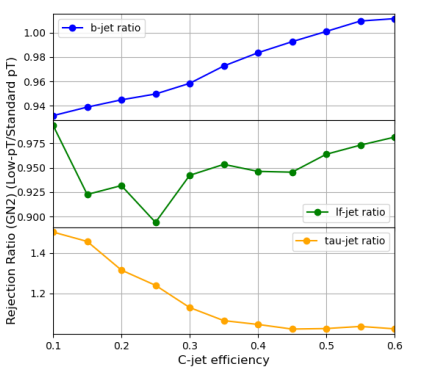 Rejection Ratio (GN2) (Low-pT/Standard pT)
1.00
0.98
0.96
0.94
b-jet ratio
0.975
0.950
0.925
0.900
lf-jet ratio
1.4
1.2
tau-jet ratio
0.1 0.2 0.3 0.4 0.5 0.6
C-jet efficiency